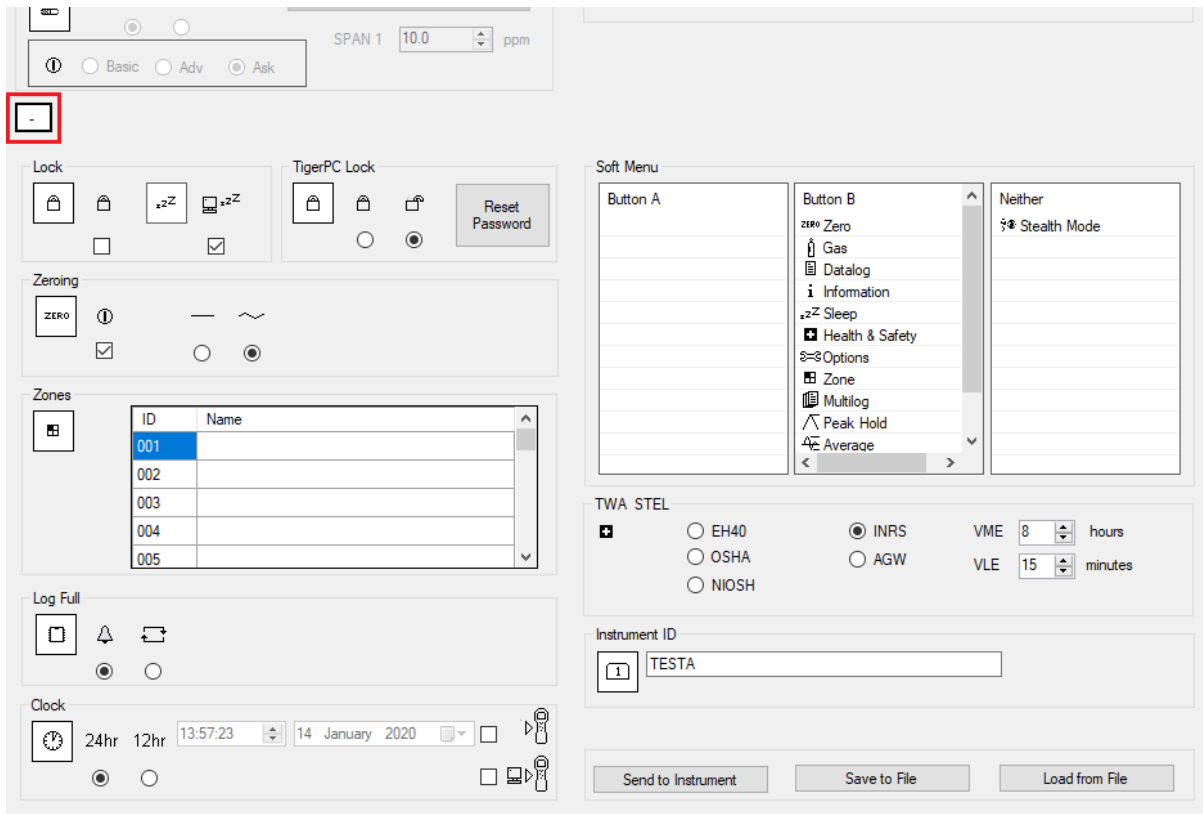 SPAN 1 10.0 ppm
Basic Adv Ask
-
Lock
zZZ
zZZ
TigerPC Lock
Reset
Password
Zeroing
ZERO
Zones
ID Name
001
002
003
004
005
Log Full
Clock
24hr 12hr 13:57:23 14 January 2020
Soft Menu
Button A
Button B
ZERO Zero
Gas
Datalog
i Information
zZZ Sleep
Health & Safety
Options
Zone
Multilog
Peak Hold
Average
Neither
Stealth Mode
TWA STEL
EH40 INRS VME 8 hours
OSHA AGW VLE 15 minutes
NIOSH
Instrument ID
1 TESTA
Send to Instrument Save to File Load from File